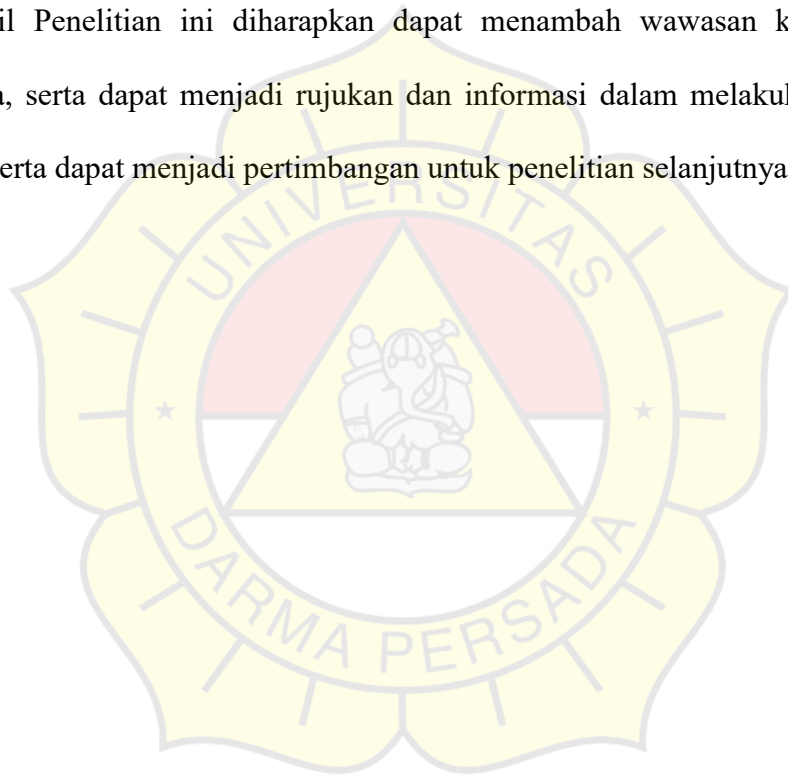 il Penelitian ini diharapkan dapat menambah wawasan k
a, serta dapat menjadi rujukan dan informasi dalam melakul
erta dapat menjadi pertimbangan untuk penelitian selanjutnya
UNIVERSITAS
DARMA PERSADA